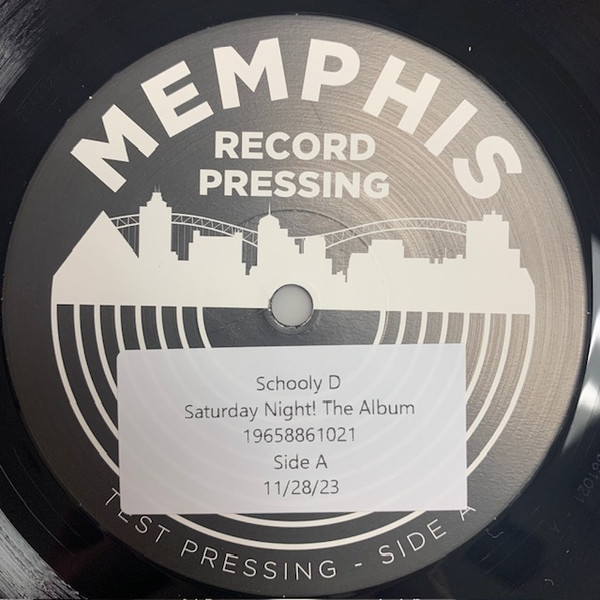 MEMPHIS
RECORD
PRESSING
Schooly D
Saturday Night! The Album
19658861021
Side A
11/28/23
TEST PRESSING - SIDE A